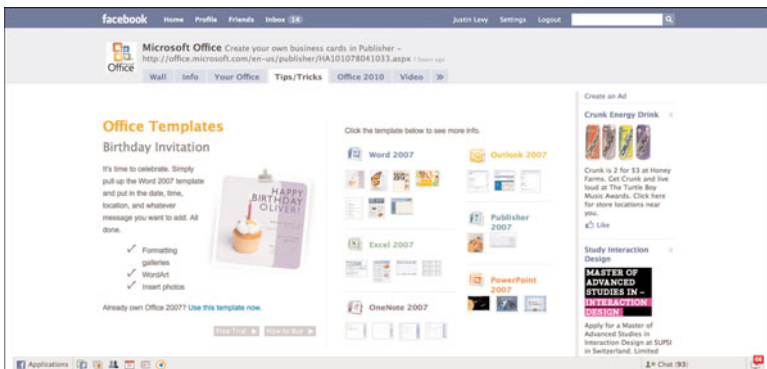 facebook Home Profile Friends Inbox 14 Justin Levy Settings Logout
Microsoft Office Create your own business cards in Publisher –
http://office.microsoft.com/en-us/publisher/HA101078041033.aspx 7 hours ago
Office
Wall Info Your Office Tips/Tricks Office 2010 Video »
Office Templates
Birthday Invitation
It's time to celebrate. Simply
pull up the Word 2007 template
and put in the date, time,
location, and whatever
message you want to add. All
done.
✓ Formatting
galleries
✓ WordArt
✓ Insert photos
HAPPY
BIRTHDAY
OLIVER!
Already own Office 2007? Use this template now.
Free Trial How to Buy
Click the template below to see more info.
Word 2007
Excel 2007
OneNote 2007
Outlook 2007
Publisher
2007
PowerPoint
2007
Create an Ad
Crunk Energy Drink x
Crunk is 2 for $3 at Honey
Farms. Get Crunk and live
loud at The Turtle Boy
Music Awards. Click here
for store locations near
you.
Like
Study Interaction x
Design
MASTER OF
ADVANCED
STUDIES IN –
INTERACTION
DESIGN
Apply for a Master of
Advanced Studies in
Interaction Design at SUPSI
in Switzerland. Limited
Applications
Chat (93)